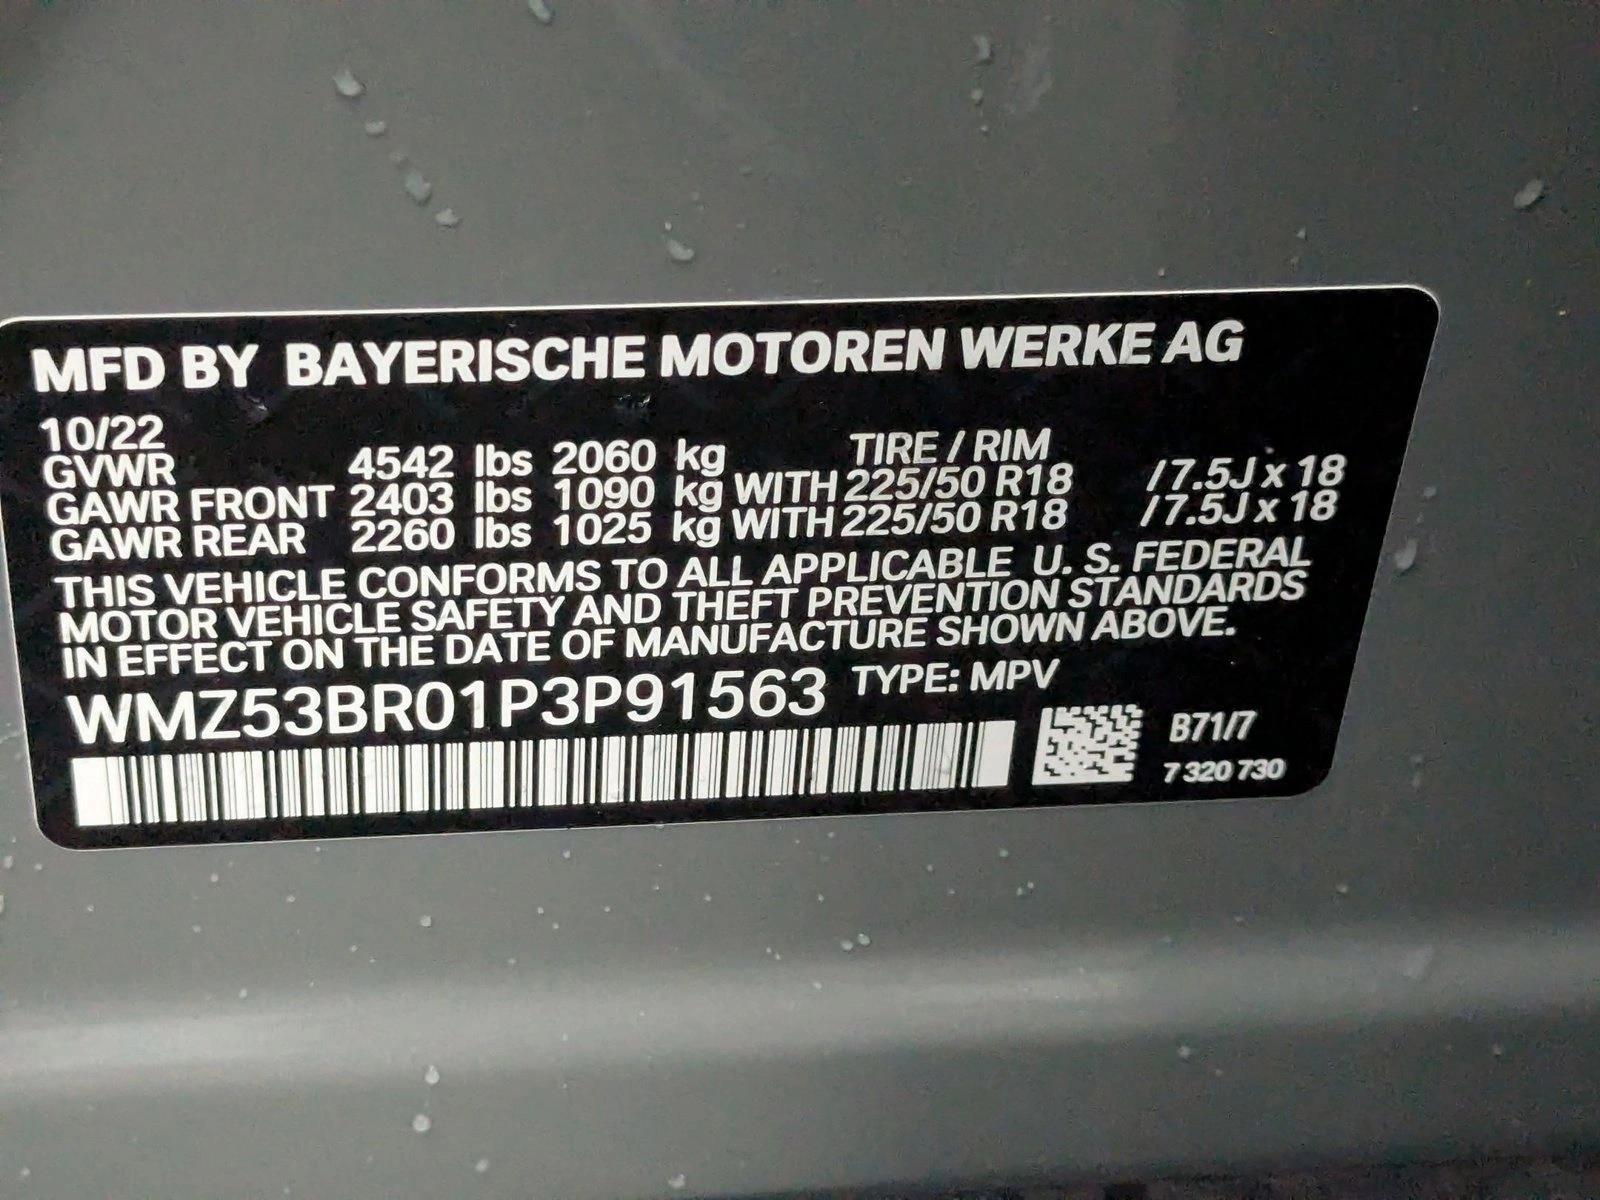 MFD BY BAYERISCHE MOTOREN WERKE AG
10/22
TIRE / RIM
GVWR 4542 lbs 2060 kg
GAWR FRONT 2403 lbs 1090 kg WITH 225/50 R18 /7.5J x 18
GAWR REAR 2260 lbs 1025 kg WITH 225/50 R18 /7.5J x 18
THIS VEHICLE CONFORMS TO ALL APPLICABLE U. S. FEDERAL
MOTOR VEHICLE SAFETY AND THEFT PREVENTION STANDARDS
IN EFFECT ON THE DATE OF MANUFACTURE SHOWN ABOVE.
WMZ53BR01P3P91563 TYPE: MPV
B71/7
7 320 730